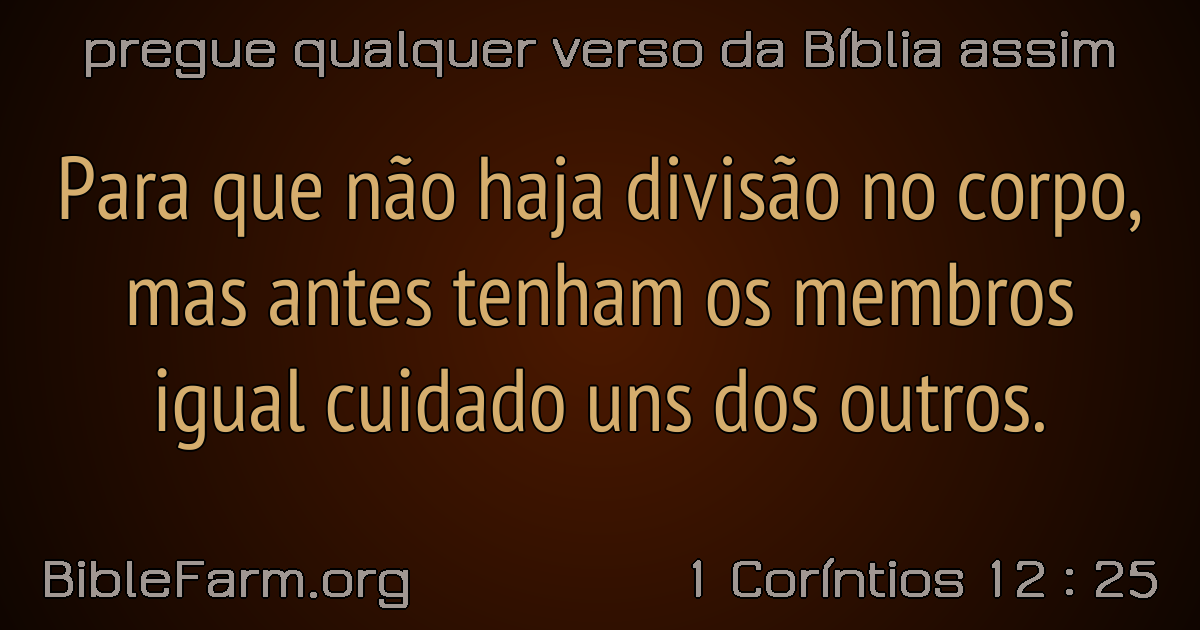 pregue qualquer verso da Bíblia assim
Para que não haja divisão no corpo,
mas antes tenham os membros
igual cuidado uns dos outros.
BibleFarm.org
1 Coríntios 12 : 25